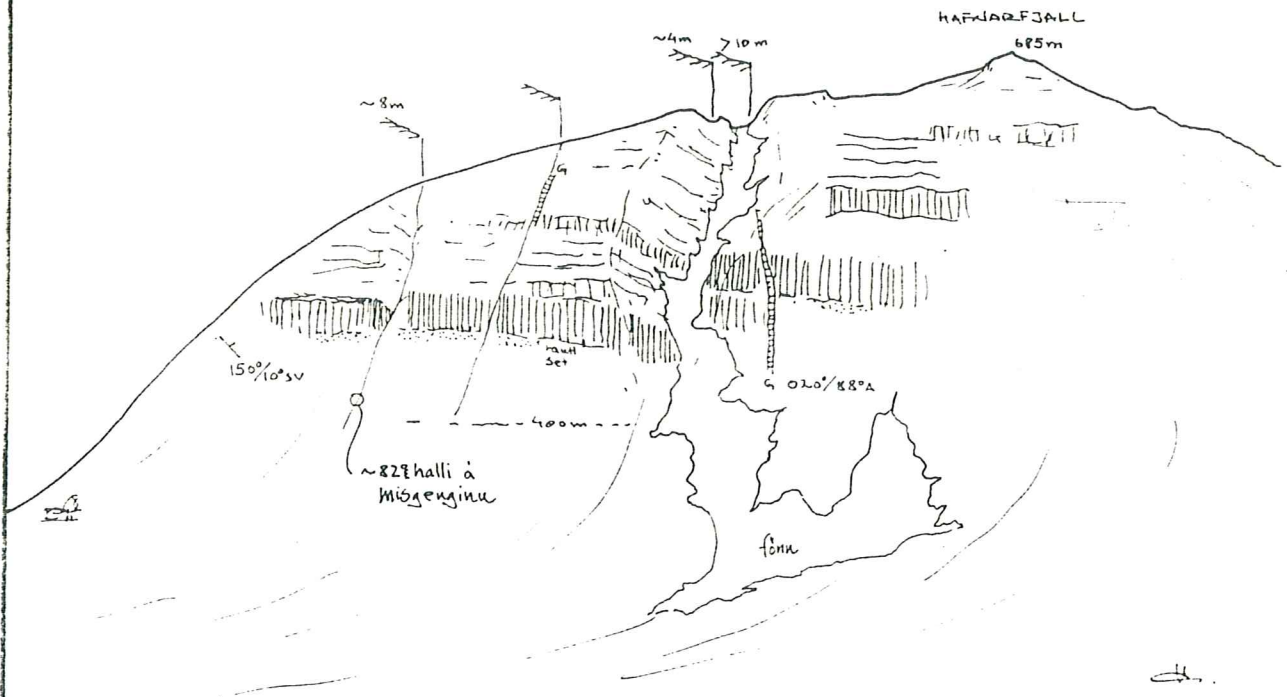 HAFNARFJALL
685m
~4m
>10m
~8m
G
rautt
set
150°/10°SV
G 020°/88°A
400m
~82° halli á
misgenginu
fönn